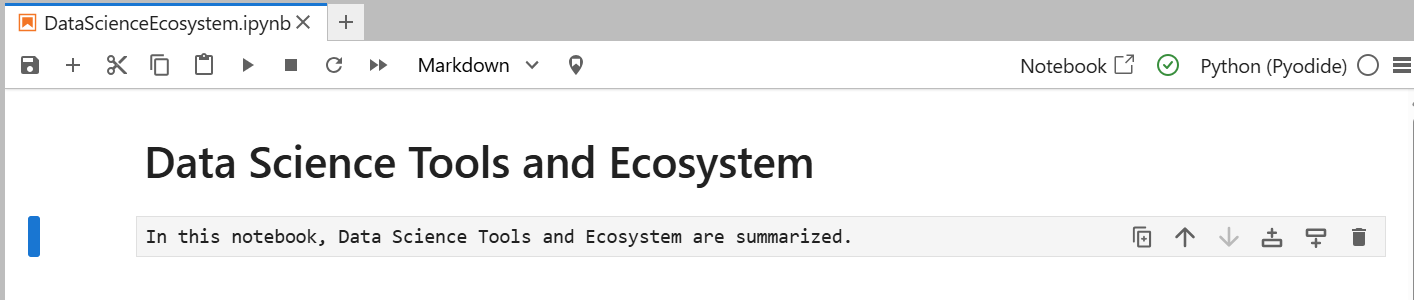 DataScienceEcosystem.ipynb
Markdown
Notebook
Python (Pyodide)
Data Science Tools and Ecosystem
In this notebook, Data Science Tools and Ecosystem are summarized.